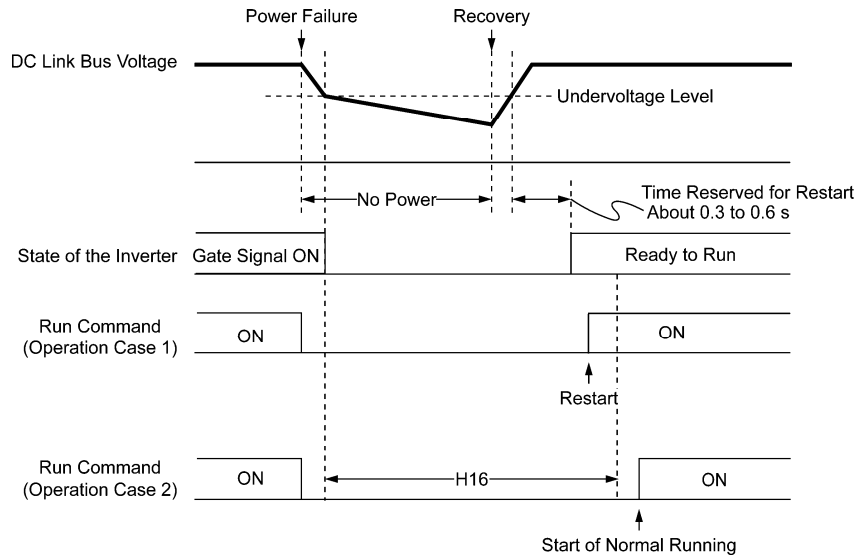 Power Failure
Recovery
DC Link Bus Voltage
Undervoltage Level
No Power
Time Reserved for Restart
About 0.3 to 0.6 s
State of the Inverter
Gate Signal ON
Ready to Run
Run Command
(Operation Case 1)
ON
ON
Restart
Run Command
(Operation Case 2)
ON
H16
ON
Start of Normal Running